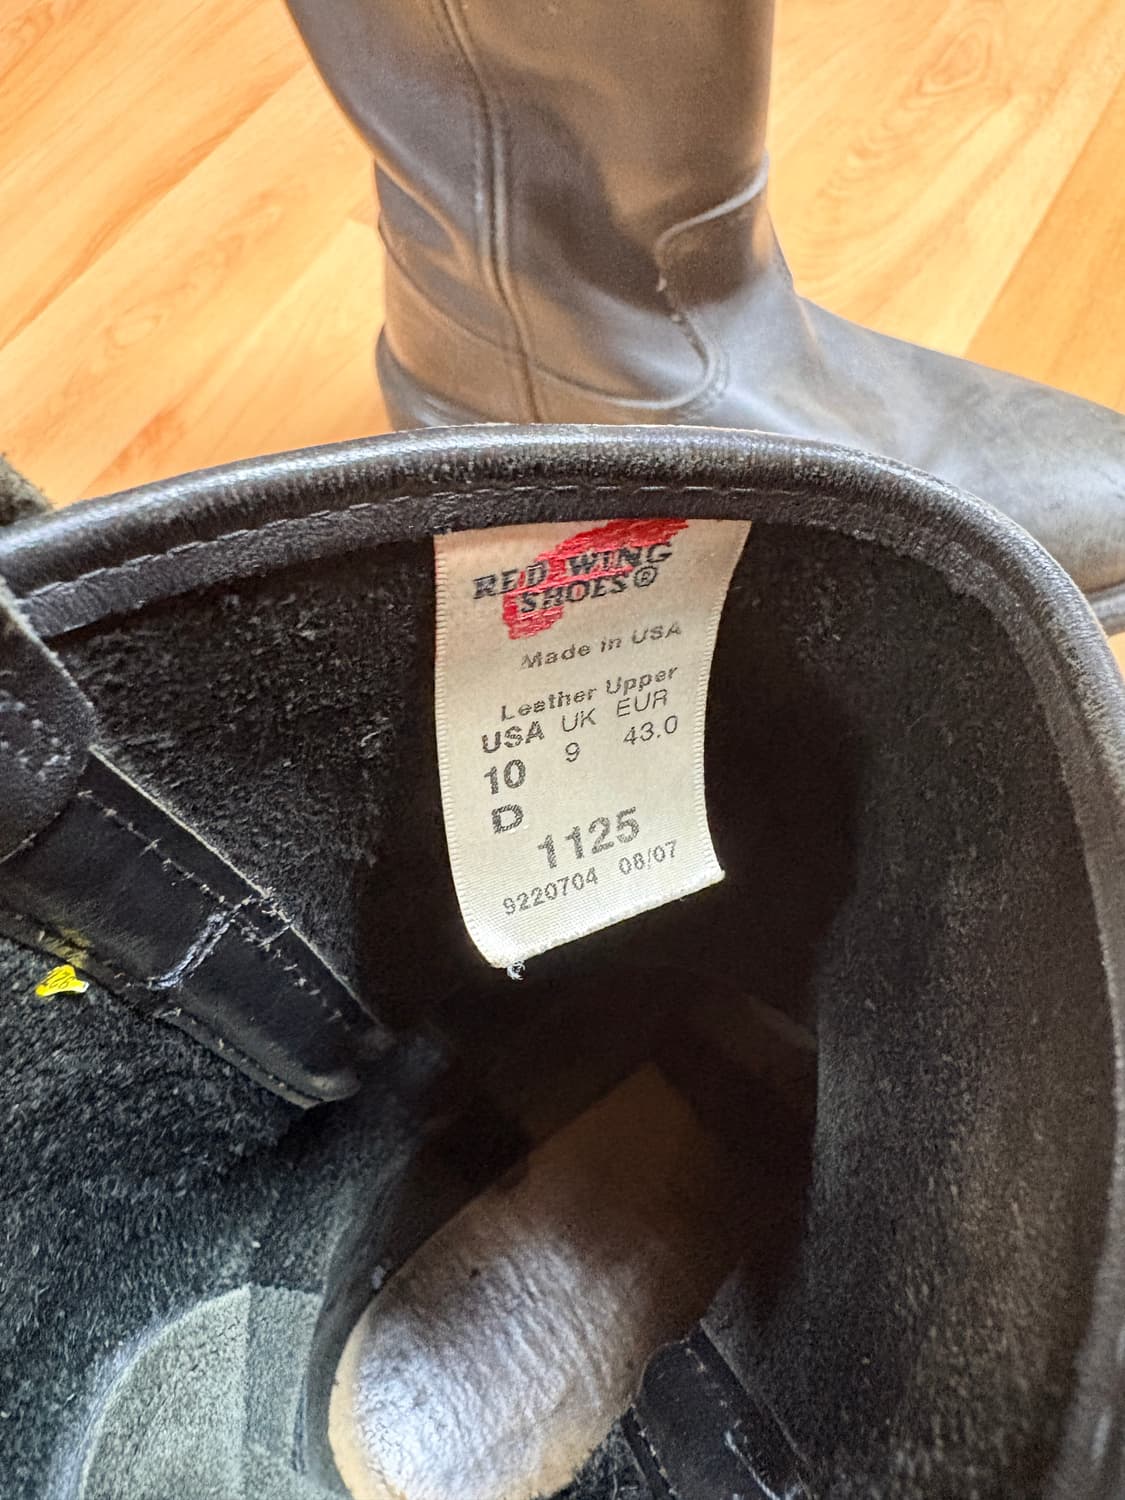 RED WING
SHOES®
Made in USA
Leather Upper
USA UK EUR
10 9 43.0
D
1125
9220704 08/07